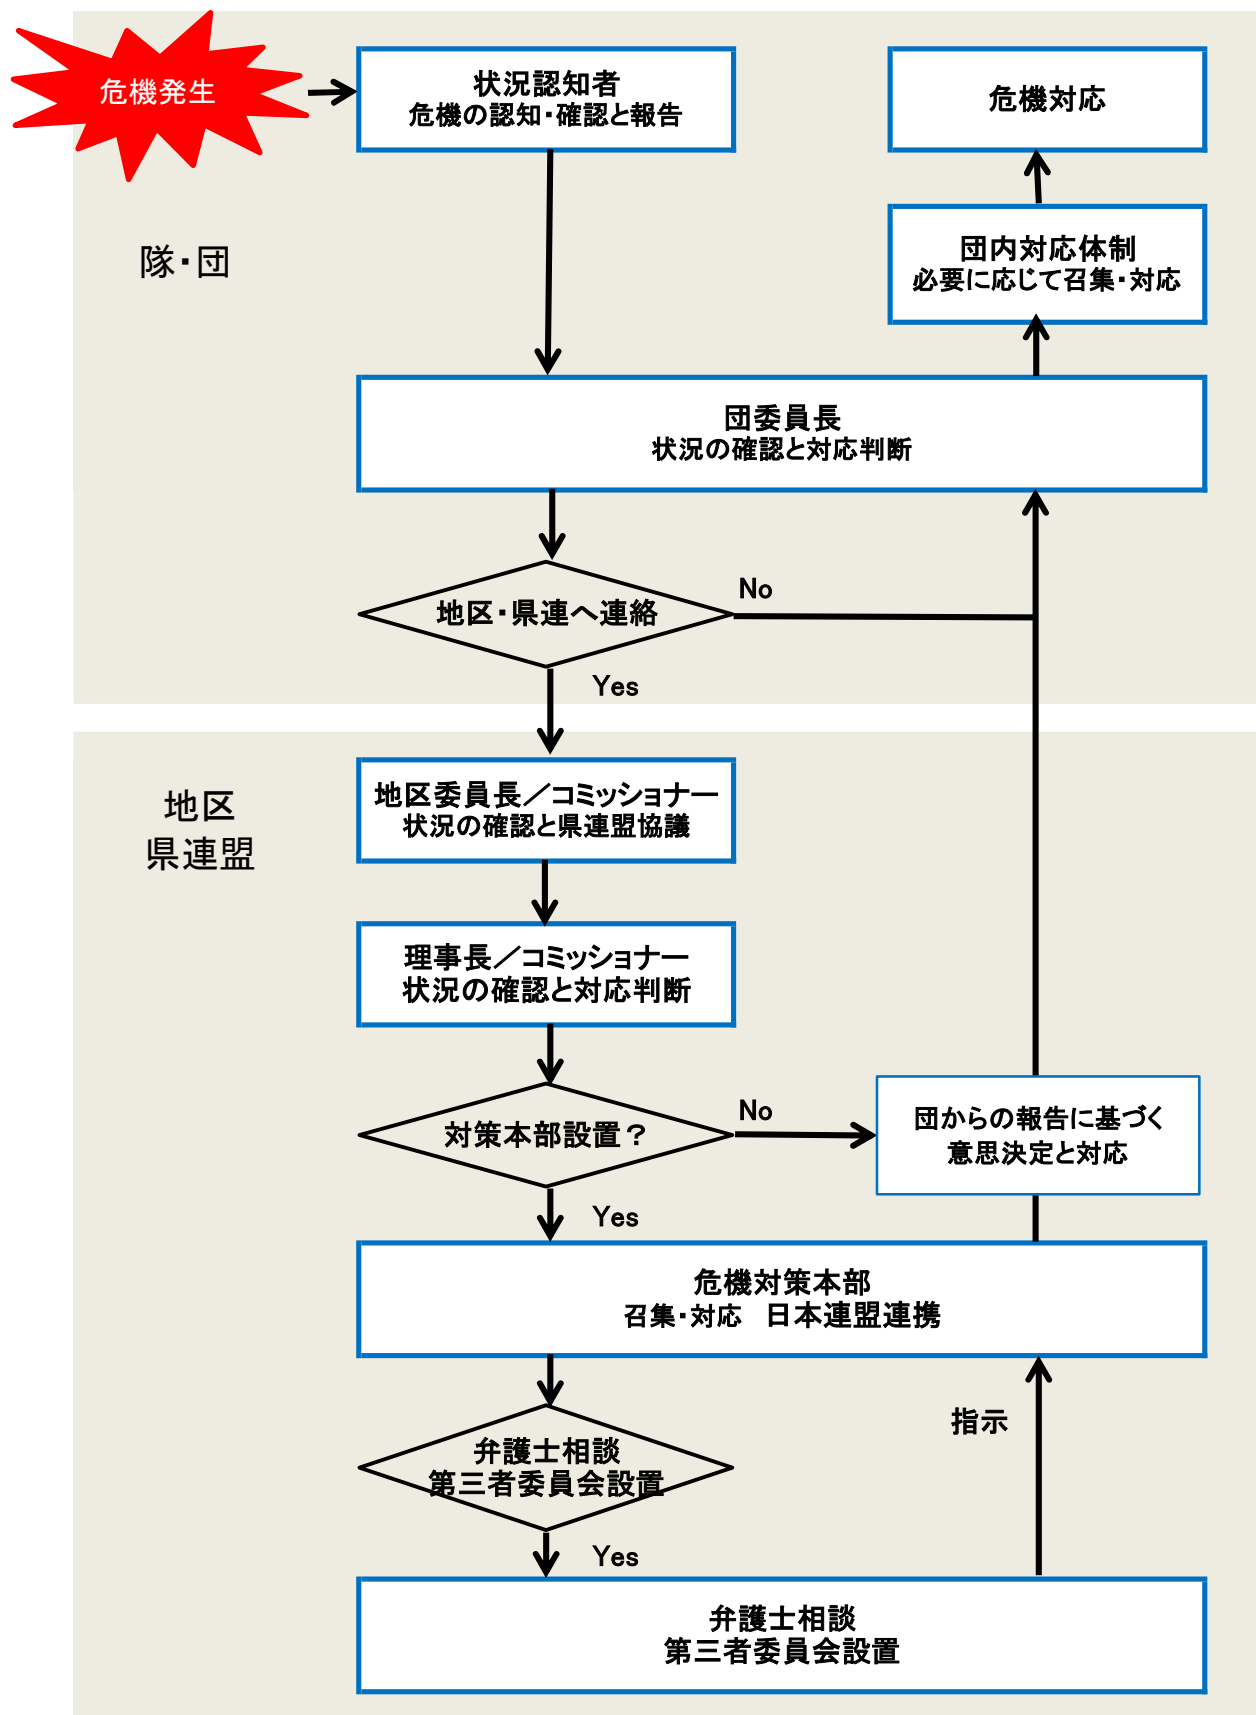 危機発生
状況認知者
危機の認知・確認と報告
危機対応
隊・団
団内対応体制
必要に応じて召集・対応
団委員長
状況の確認と対応判断
地区・県連へ連絡
No
Yes
地区
県連盟
地区委員長／コミッショナー
状況の確認と県連盟協議
理事長／コミッショナー
状況の確認と対応判断
対策本部設置？
No
団からの報告に基づく
意思決定と対応
Yes
危機対策本部
召集・対応　日本連盟連携
指示
弁護士相談
第三者委員会設置
Yes
弁護士相談
第三者委員会設置